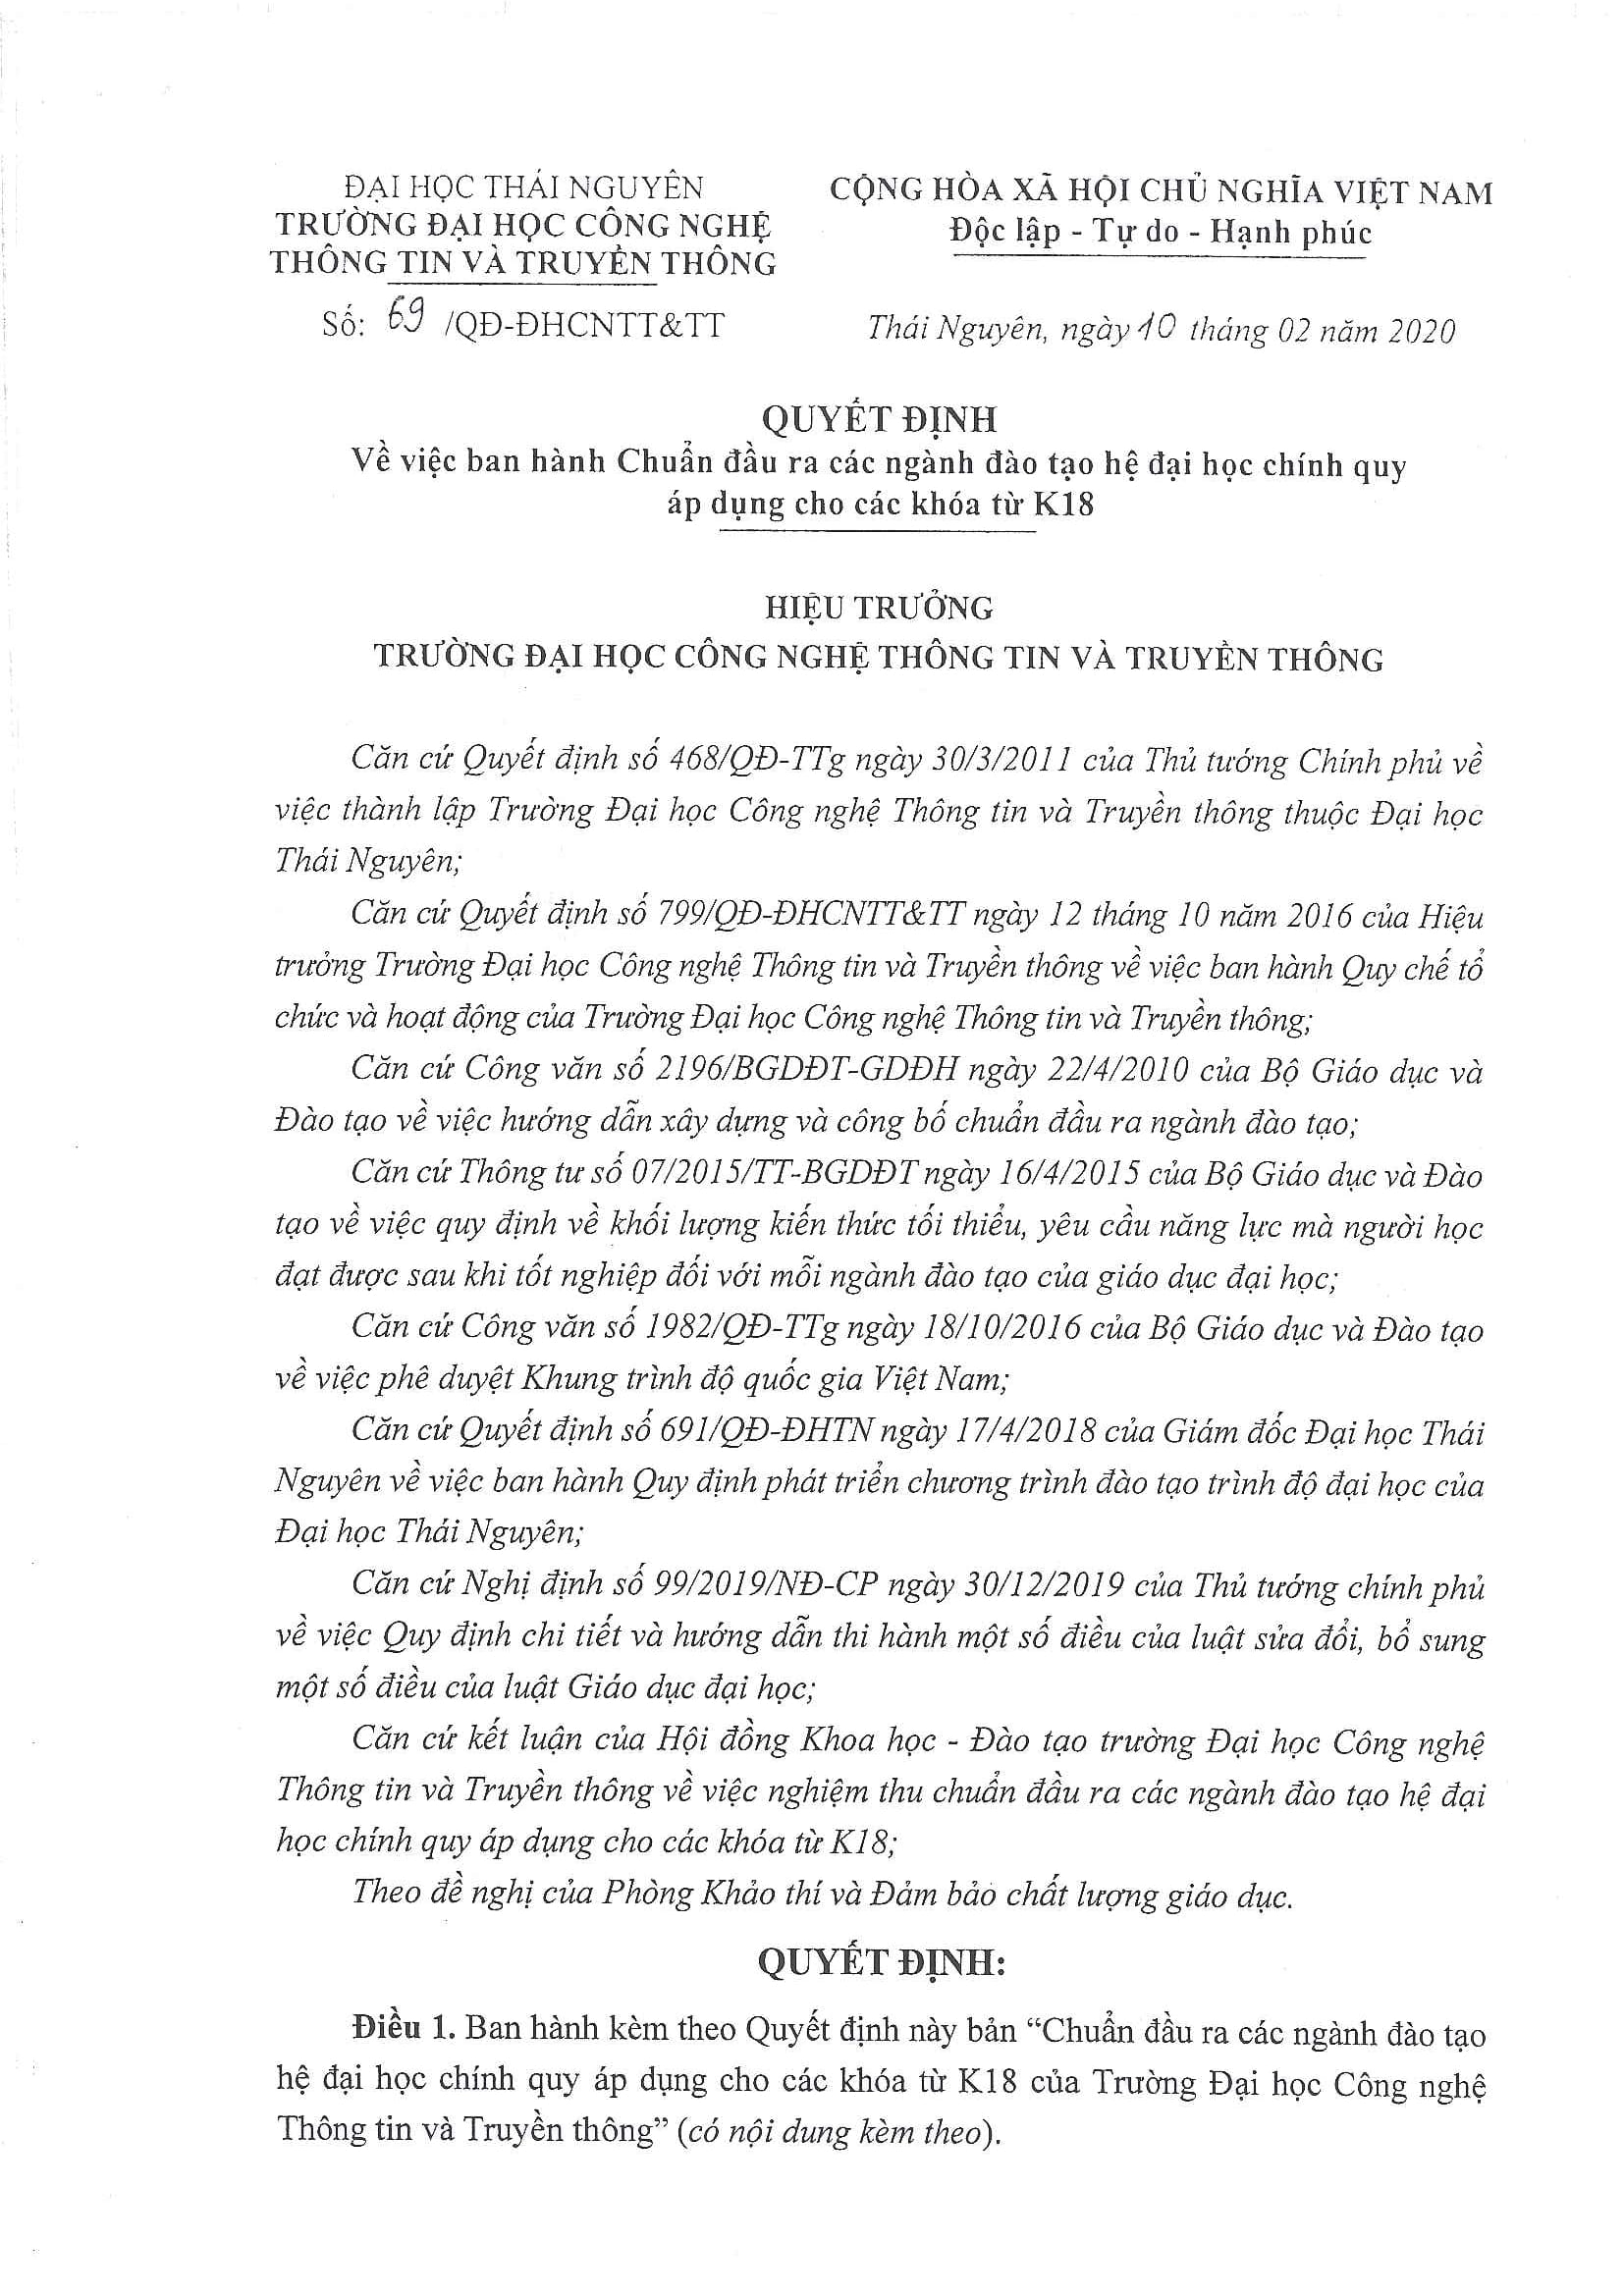 ĐẠI HỌC THÁI NGUYÊN
TRƯỜNG ĐẠI HỌC CÔNG NGHỆ
THÔNG TIN VÀ TRUYỀN THÔNG
Số: 69 /QĐ-ĐHCNTT&TT
CỘNG HÒA XÃ HỘI CHỦ NGHĨA VIỆT NAM
Độc lập - Tự do - Hạnh phúc
Thái Nguyên, ngày 10 tháng 02 năm 2020
QUYẾT ĐỊNH
Về việc ban hành Chuẩn đầu ra các ngành đào tạo hệ đại học chính quy
áp dụng cho các khóa từ K18
HIỆU TRƯỞNG
TRƯỜNG ĐẠI HỌC CÔNG NGHỆ THÔNG TIN VÀ TRUYỀN THÔNG
Căn cứ Quyết định số 468/QĐ-TTg ngày 30/3/2011 của Thủ tướng Chính phủ về
việc thành lập Trường Đại học Công nghệ Thông tin và Truyền thông thuộc Đại học
Thái Nguyên;
Căn cứ Quyết định số 799/QĐ-ĐHCNTT&TT ngày 12 tháng 10 năm 2016 của Hiệu
trưởng Trường Đại học Công nghệ Thông tin và Truyền thông về việc ban hành Quy chế tổ
chức và hoạt động của Trường Đại học Công nghệ Thông tin và Truyền thông;
Căn cứ Công văn số 2196/BGDĐT-GDĐH ngày 22/4/2010 của Bộ Giáo dục và
Đào tạo về việc hướng dẫn xây dựng và công bố chuẩn đầu ra ngành đào tạo;
Căn cứ Thông tư số 07/2015/TT-BGDĐT ngày 16/4/2015 của Bộ Giáo dục và Đào
tạo về việc quy định về khối lượng kiến thức tối thiểu, yêu cầu năng lực mà người học
đạt được sau khi tốt nghiệp đối với mỗi ngành đào tạo của giáo dục đại học;
Căn cứ Công văn số 1982/QĐ-TTg ngày 18/10/2016 của Bộ Giáo dục và Đào tạo
về việc phê duyệt Khung trình độ quốc gia Việt Nam;
Căn cứ Quyết định số 691/QĐ-ĐHTN ngày 17/4/2018 của Giám đốc Đại học Thái
Nguyên về việc ban hành Quy định phát triển chương trình đào tạo trình độ đại học của
Đại học Thái Nguyên;
Căn cứ Nghị định số 99/2019/NĐ-CP ngày 30/12/2019 của Thủ tướng chính phủ
về việc Quy định chi tiết và hướng dẫn thi hành một số điều của luật sửa đổi, bổ sung
một số điều của luật Giáo dục đại học;
Căn cứ kết luận của Hội đồng Khoa học - Đào tạo trường Đại học Công nghệ
Thông tin và Truyền thông về việc nghiệm thu chuẩn đầu ra các ngành đào tạo hệ đại
học chính quy áp dụng cho các khóa từ K18;
Theo đề nghị của Phòng Khảo thí và Đảm bảo chất lượng giáo dục.
QUYẾT ĐỊNH:
Điều 1. Ban hành kèm theo Quyết định này bản “Chuẩn đầu ra các ngành đào tạo
hệ đại học chính quy áp dụng cho các khóa từ K18 của Trường Đại học Công nghệ
Thông tin và Truyền thông” (có nội dung kèm theo).